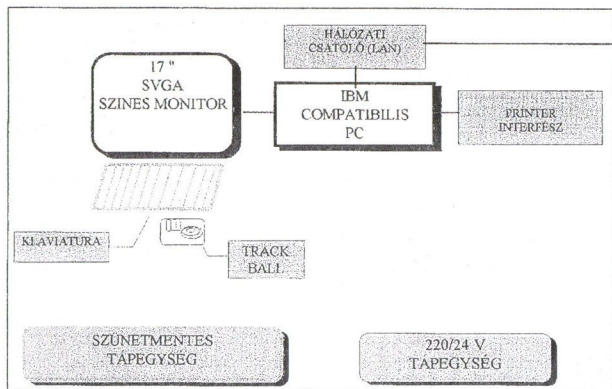 HÁLÓZATI
CSATOLÓ (LAN)
17 "
SVGA
SZINES MONITOR
IBM
COMPATIBILIS
PC
PRINTER
INTERFÉSZ
KLAVIATÚRA
TRACK
BALL
SZÜNETMENTES
TÁPEGYSÉG
220/24 V
TÁPEGYSÉG